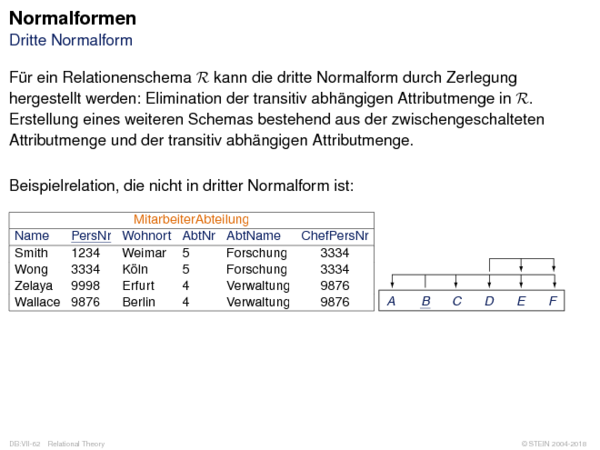 Normalformen
Dritte Normalform
Für ein Relationenschema R kann die dritte Normalform durch Zerlegung
hergestellt werden: Elimination der transitiv abhängigen Attributmenge in R.
Erstellung eines weiteren Schemas bestehend aus der zwischengeschalteten
Attributmenge und der transitiv abhängigen Attributmenge.
Beispielrelation, die nicht in dritter Normalform ist:
MitarbeiterAbteilung
Name PersNr Wohnort AbtNr AbtName ChefPersNr
Smith 1234 Weimar 5 Forschung 3334
Wong 3334 Köln 5 Forschung 3334
Zelaya 9998 Erfurt 4 Verwaltung 9876
Wallace 9876 Berlin 4 Verwaltung 9876
A B C D E F
DB:VII-62 Relational Theory © STEIN 2004-2018